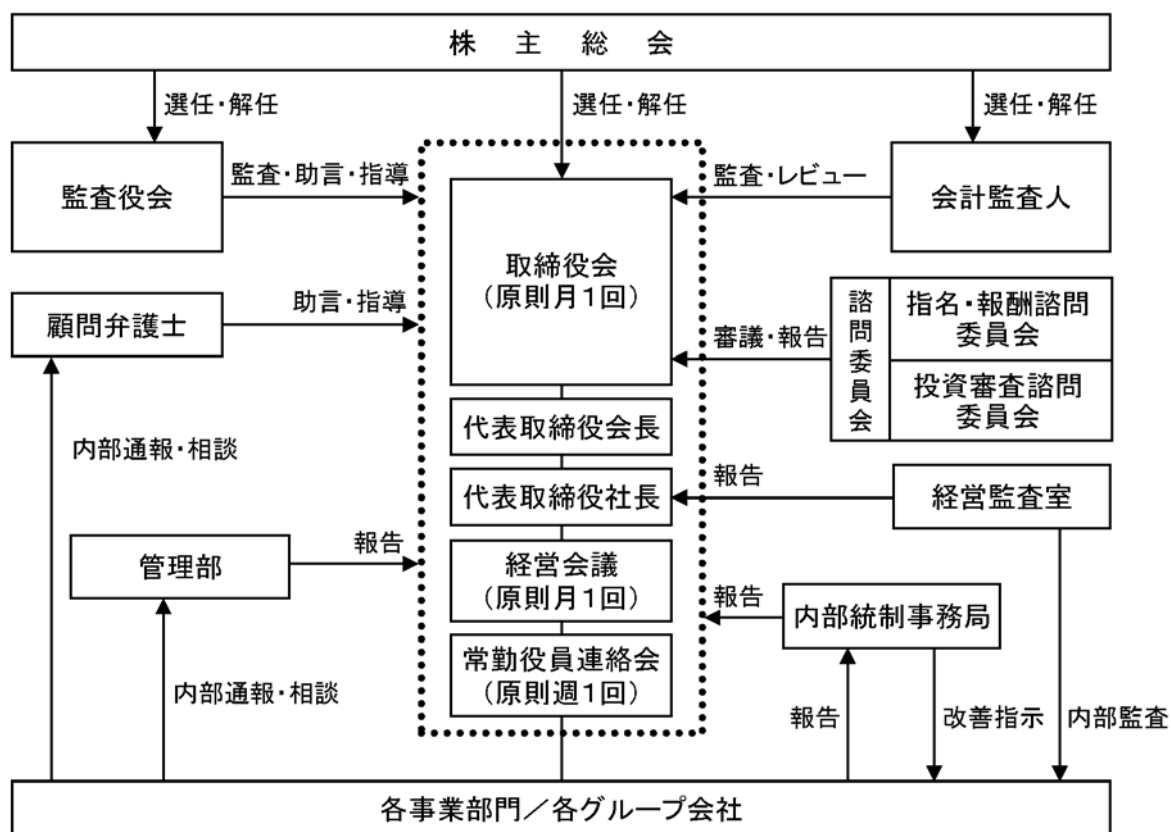 株主総会
選任・解任
選任・解任
選任・解任
監査役会
監査・助言・指導
監査・レビュー
会計監査人
取締役会
(原則月1回)
顧問弁護士
助言・指導
審議・報告
諮問委員会
指名・報酬諮問
委員会
投資審査諮問
委員会
代表取締役会長
内部通報・相談
代表取締役社長
報告
経営監査室
管理部
報告
経営会議
(原則月1回)
報告
内部統制事務局
常勤役員連絡会
(原則週1回)
内部通報・相談
報告
改善指示
内部監査
各事業部門／各グループ会社